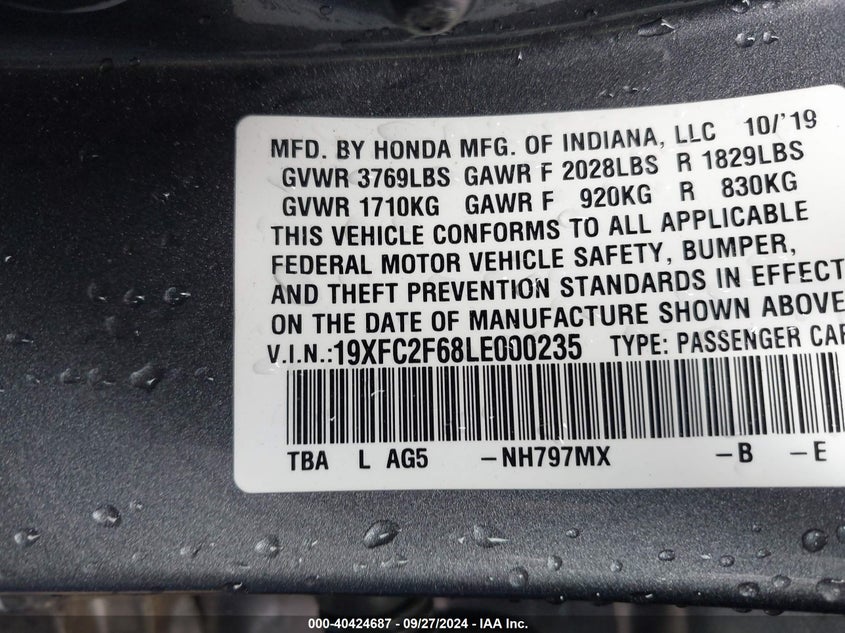 MFD. BY HONDA MFG. OF INDIANA, LLC 10/'19
GVWR 3769LBS GAWR F 2028LBS R 1829LBS
GVWR 1710KG GAWR F 920KG R 830KG
THIS VEHICLE CONFORMS TO ALL APPLICABLE
FEDERAL MOTOR VEHICLE SAFETY, BUMPER,
AND THEFT PREVENTION STANDARDS IN EFFECT
ON THE DATE OF MANUFACTURE SHOWN ABOVE
V.I.N.:19XFC2F68LE000235 TYPE: PASSENGER CAR
TBA L AG5 -NH797MX -B -E
000-40424687 - 09/27/2024 - IAA Inc.